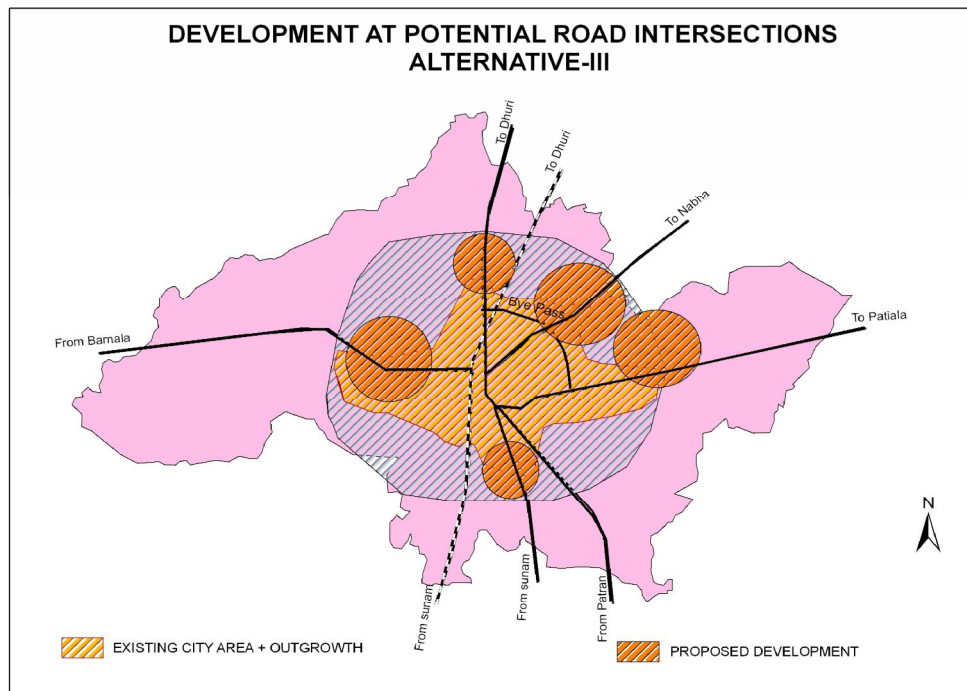 DEVELOPMENT AT POTENTIAL ROAD INTERSECTIONS
ALTERNATIVE-III
To Dhuri
To Dhuri
To Nabha
Bye Pass
To Patiala
From Barnala
N
From sunam
From sunam
From Patran
EXISTING CITY AREA + OUTGROWTH
PROPOSED DEVELOPMENT